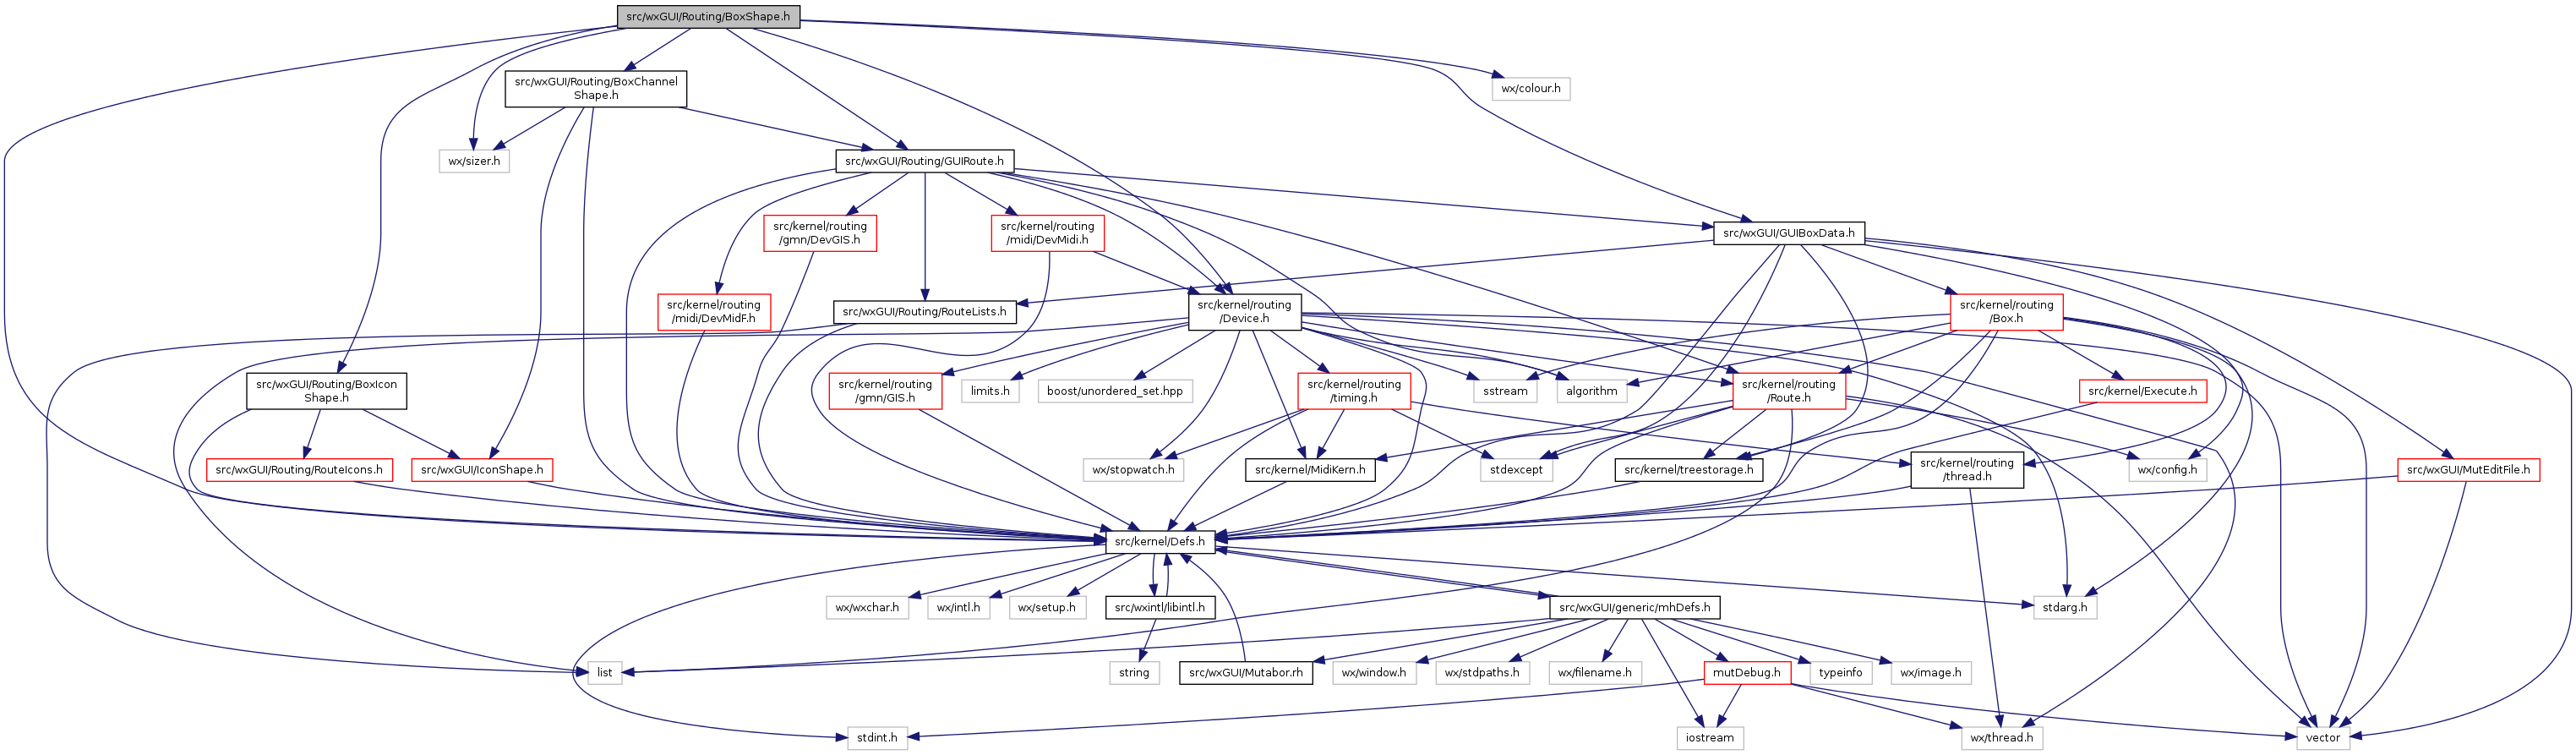 src/wxGUI/Routing/BoxShape.h
src/wxGUI/Routing/BoxChannel
Shape.h
wx/colour.h
wx/sizer.h
src/wxGUI/Routing/GUIRoute.h
src/kernel/routing
/gmn/DevGIS.h
src/kernel/routing
/midi/DevMidi.h
src/wxGUI/GUIBoxData.h
src/kernel/routing
/midi/DevMidF.h
src/wxGUI/Routing/RouteLists.h
src/kernel/routing
/Device.h
src/kernel/routing
/Box.h
src/wxGUI/Routing/BoxIcon
Shape.h
src/kernel/routing
/gmn/GIS.h
limits.h
boost/unordered_set.hpp
src/kernel/routing
/timing.h
sstream
algorithm
src/kernel/routing
/Route.h
src/kernel/Execute.h
src/wxGUI/Routing/RouteIcons.h
src/wxGUI/IconShape.h
wx/stopwatch.h
src/kernel/MidiKern.h
stdexcept
src/kernel/treestorage.h
src/kernel/routing
/thread.h
wx/config.h
src/wxGUI/MutEditFile.h
src/kernel/Defs.h
wx/wxchar.h
wx/intl.h
wx/setup.h
src/wxintl/libintl.h
src/wxGUI/generic/mhDefs.h
stdarg.h
list
string
src/wxGUI/Mutabor.rh
wx/window.h
wx/stdpaths.h
wx/filename.h
mutDebug.h
typeinfo
wx/image.h
stdint.h
iostream
wx/thread.h
vector